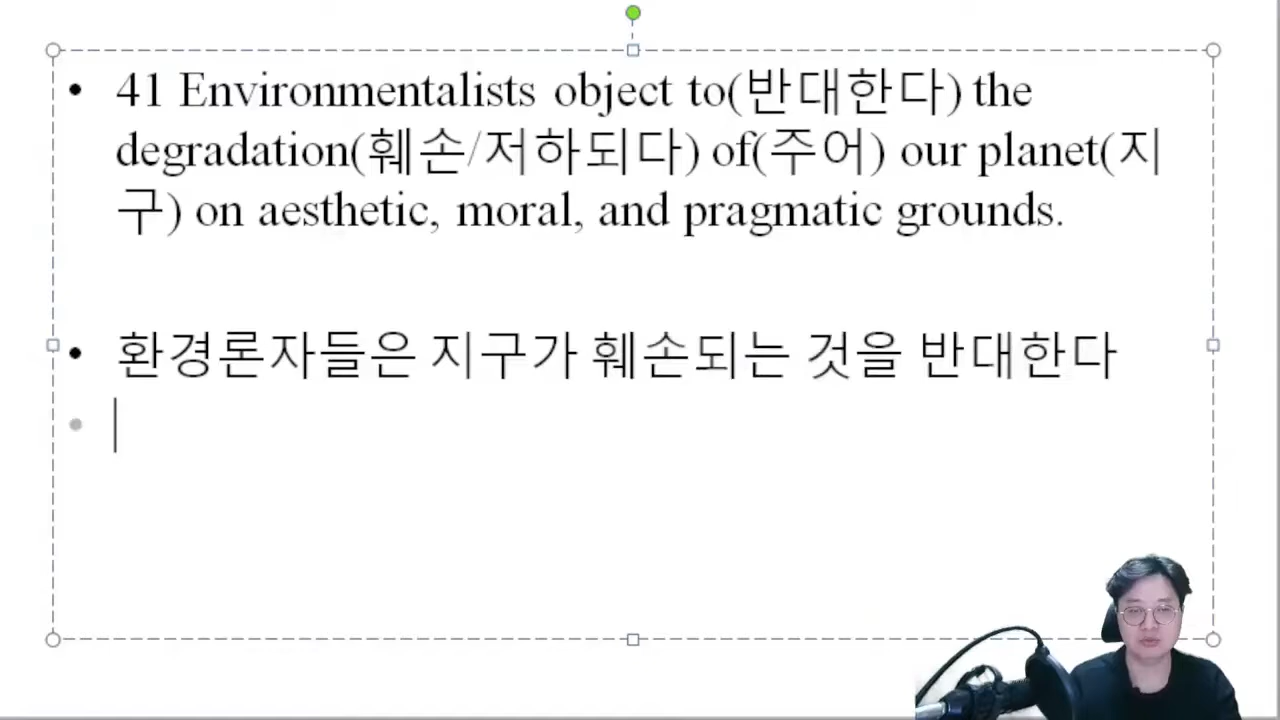 • 41 Environmentalists object to(반대한다) the
degradation(훼손/저하되다) of(주어) our planet(지
구) on aesthetic, moral, and pragmatic grounds.
• 환경론자들은 지구가 훼손되는 것을 반대한다